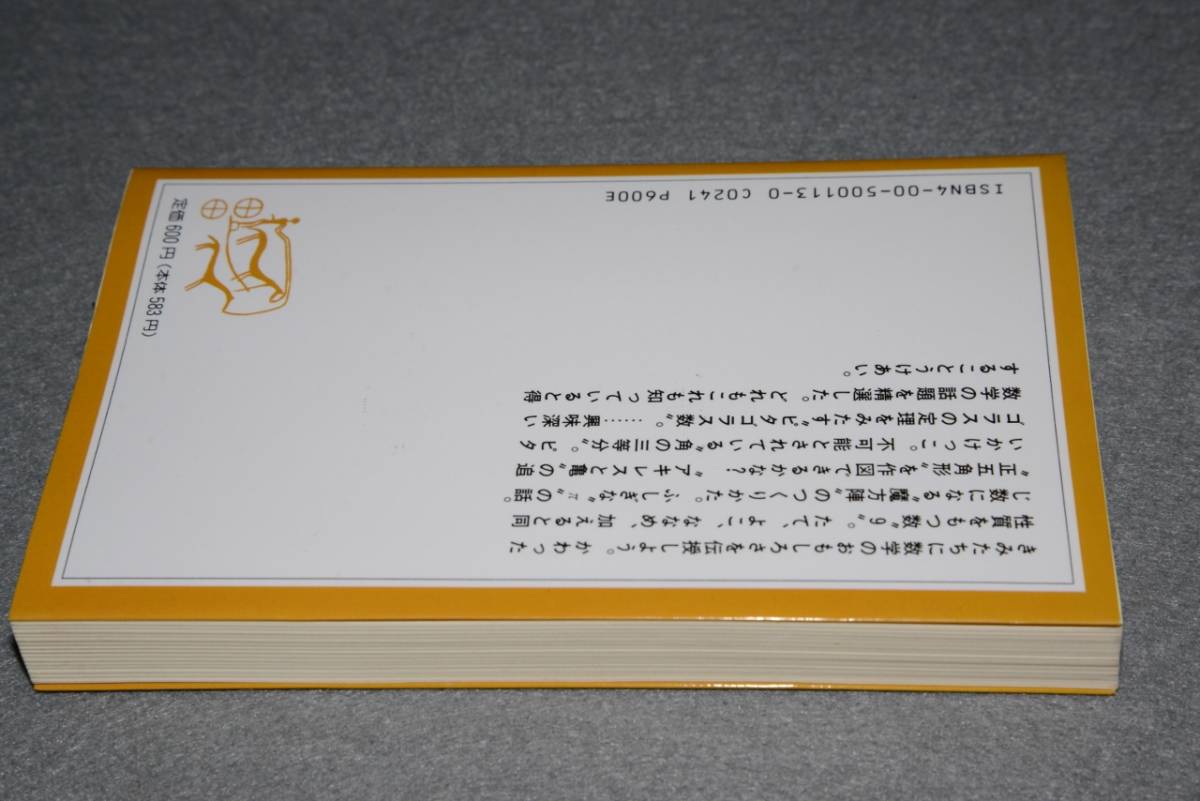 きみたちに数学のおもしろさを伝授しよう。かわった
性質をもつ数〝9〟。たて、よこ、ななめ、加えると同
じ数になる〝魔方陣〟のつくりかた。ふしぎな〝π〟の話。
〝正五角形〟を作図できるかな? 〝アキレスと亀〟の追
いかけっこ。不可能とされている〝角の三等分〟。ピタ
ゴラスの定理をみたす〝ピタゴラス数〟。……興味深い
数学の話題を精選した。どれもこれも知っていると得
することうけあい。
ISBN4-00-500113-0 C0241 P600E
定価600円(本体583円)